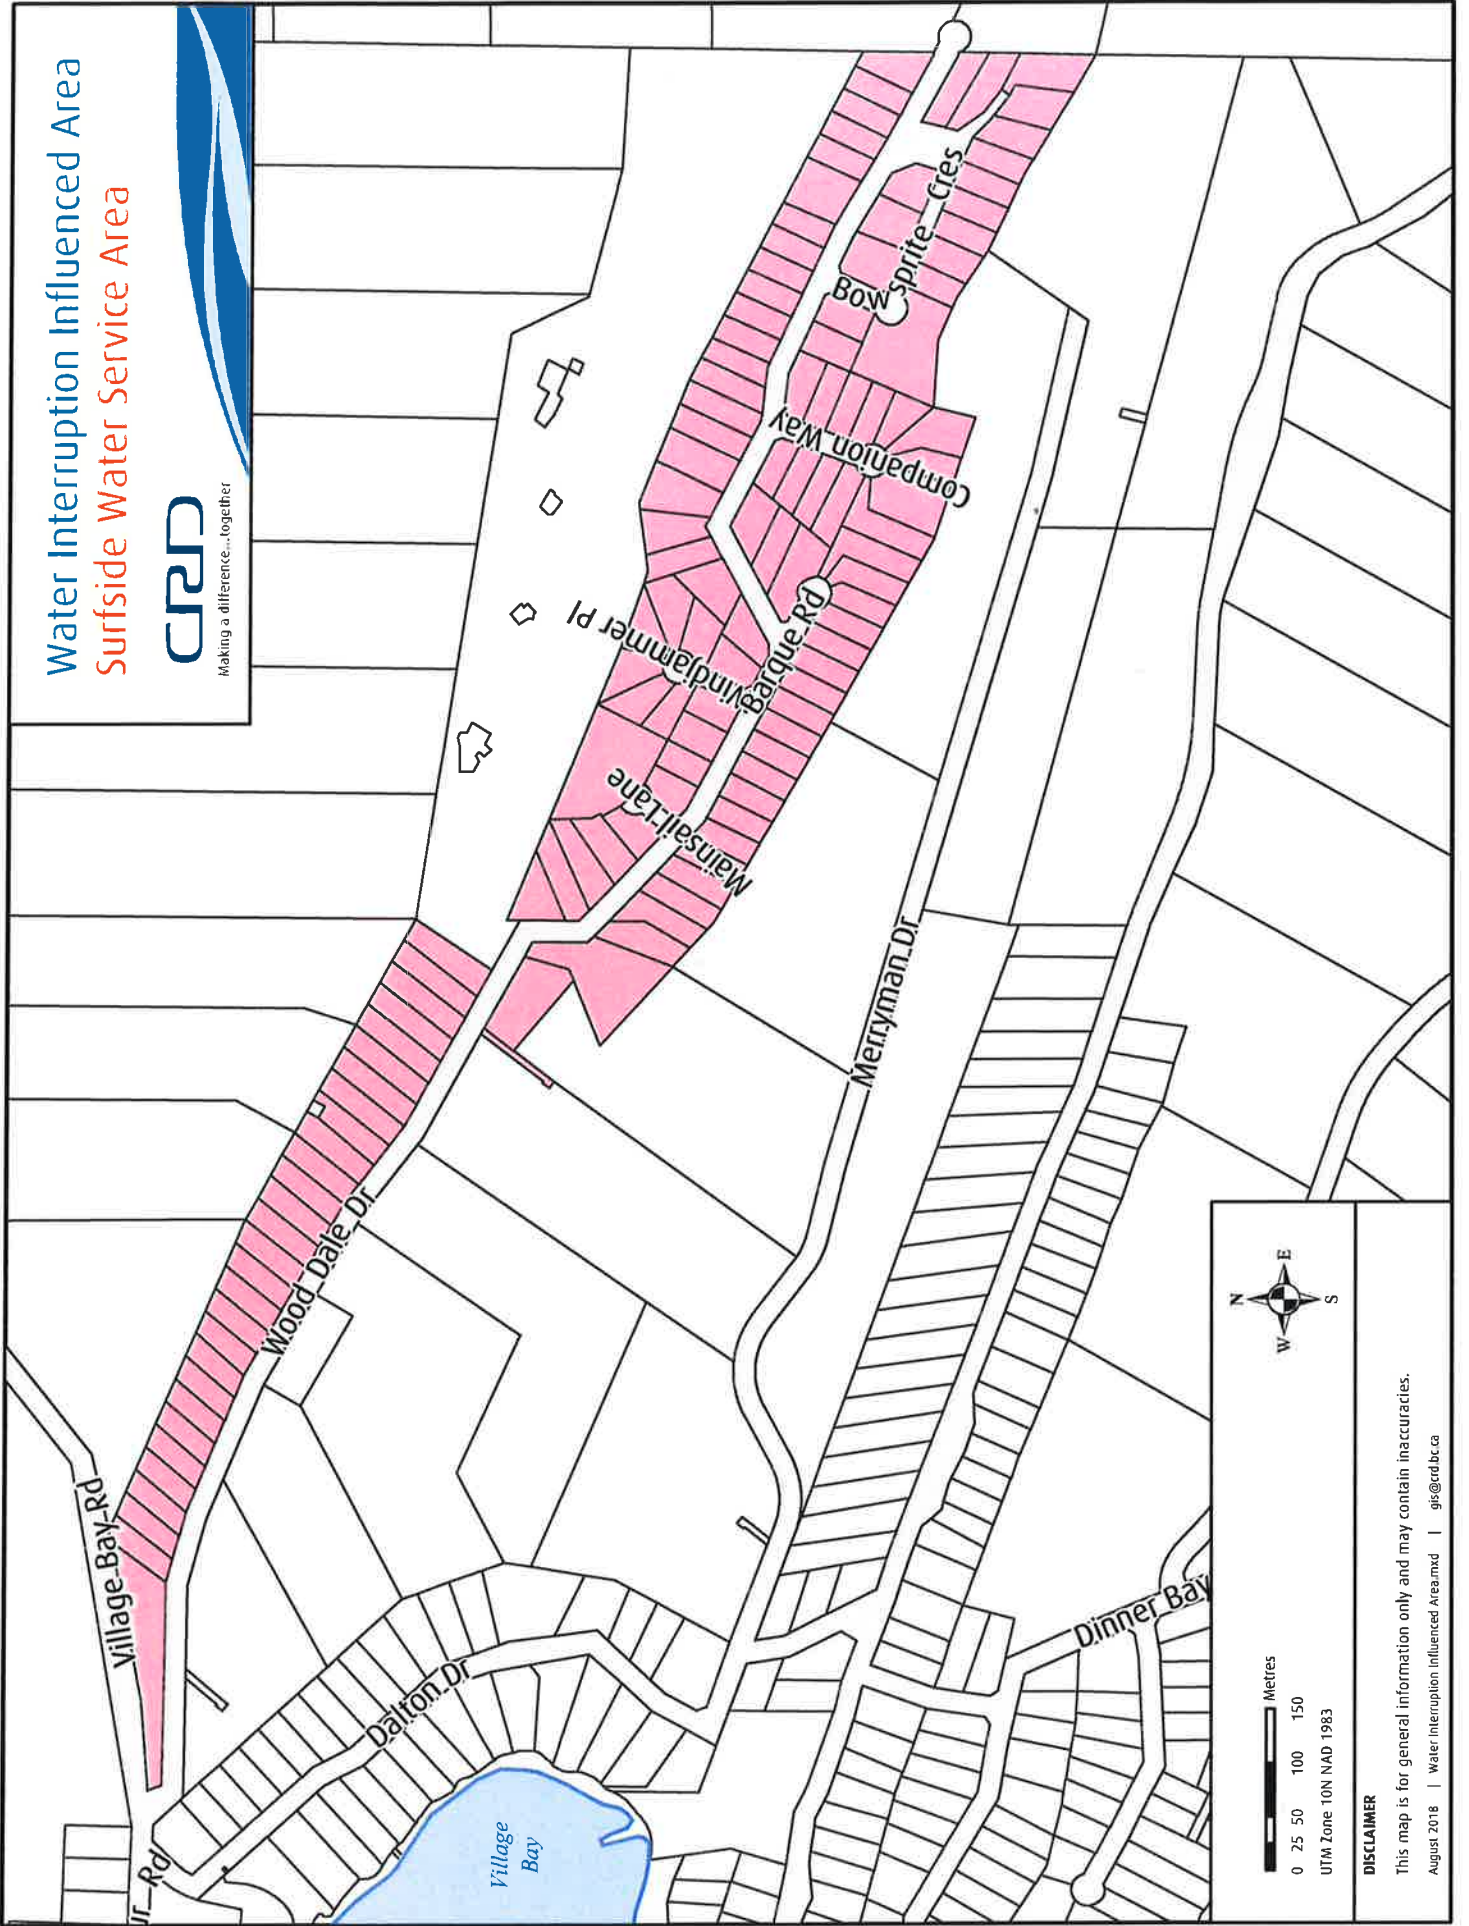 Water Interruption Influenced Area
Surfside Water Service Area
CRD
Making a difference...together
Village Bay Rd
Wood Dale Dr
Mainsail Lane
Windjammer Pl
Barque Rd
Companion Way
Bow sprite Cres
Merryman Dr
Dalton Dr
ur Rd
Village
Bay
Dinner Bay
N
W
E
S
Metres
0 25 50 100 150
UTM Zone 10N NAD 1983
DISCLAIMER
This map is for general information only and may contain inaccuracies.
August 2018 | Water Interruption Influenced Area.mxd | gis@crd.bc.ca